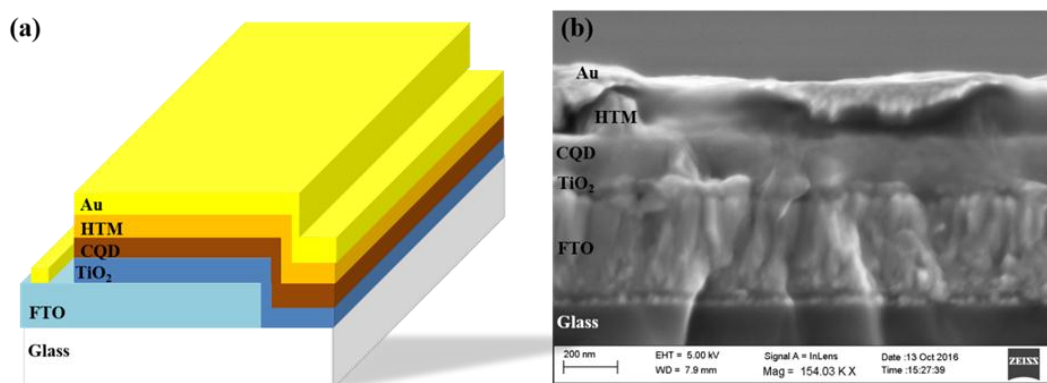 (a)
Au
HTM
CQD
TiO₂
FTO
Glass
(b)
Au
HTM
CQD
TiO₂
FTO
Glass
200 nm
EHT = 5.00 kV
WD = 7.9 mm
Signal A = InLens
Mag = 154.03 K X
Date :13 Oct 2016
Time :15:27:39
ZEISS